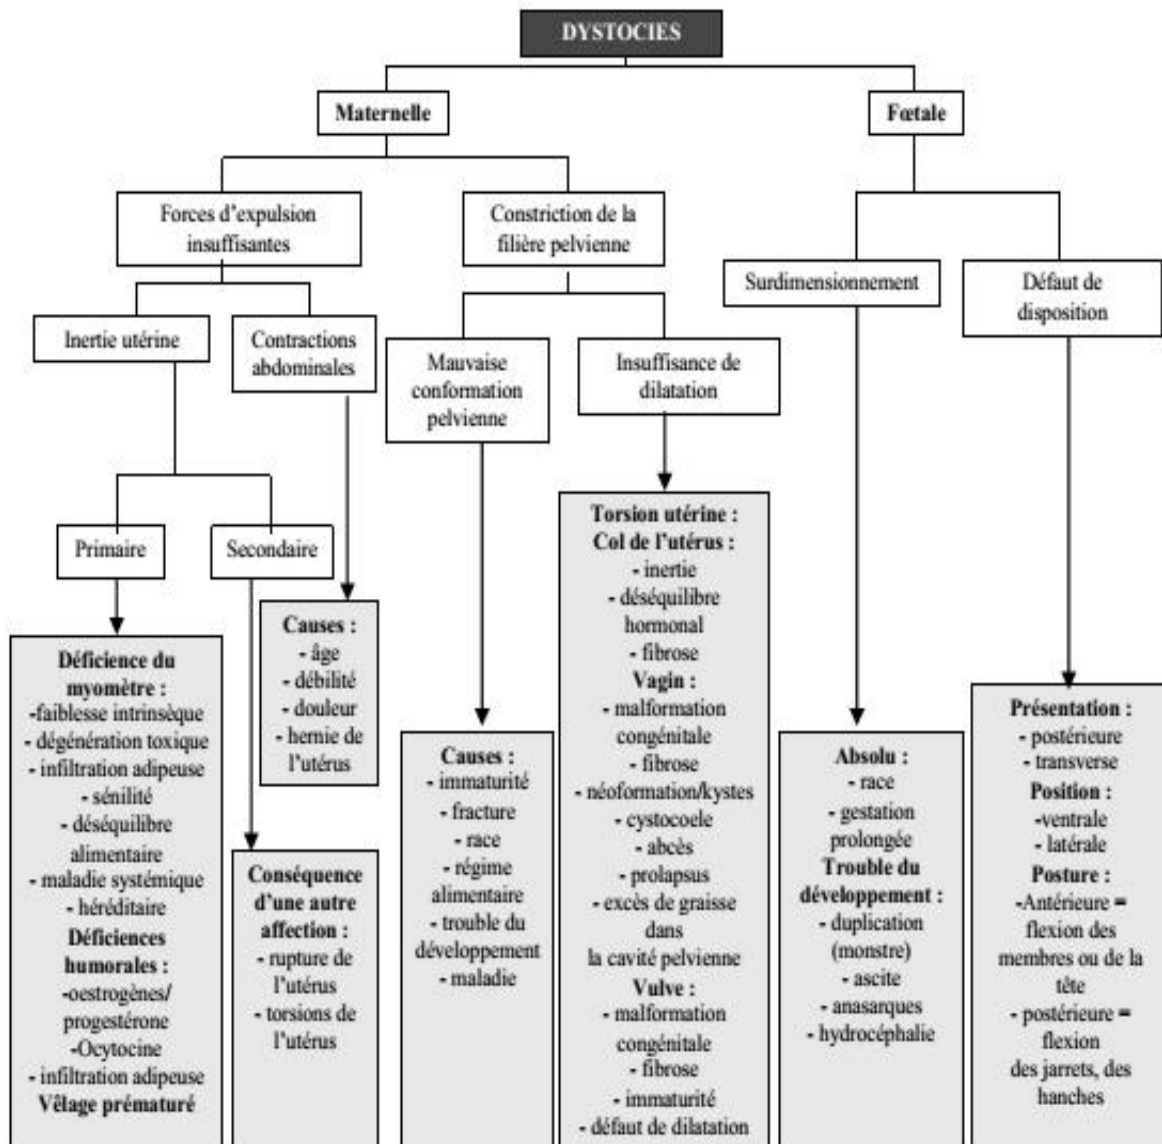 DYSTOCIES
Maternelle
Fœtale
Forces d'expulsion
insuffisantes
Constriction de la
filière pelvienne
Surdimensionnement
Défaut de
disposition
Inertie utérine
Contractions
abdominales
Mauvaise
conformation
pelvienne
Insuffisance de
dilatation
Primaire
Secondaire
Déficience du
myomètre :
-faiblesse intrinsèque
- dégénération toxique
- infiltration adipeuse
- sénilité
- déséquilibre
alimentaire
- maladie systémique
- héréditaire
Déficiences
humorales :
-oestrogènes/
progestérone
-Ocytocine
- infiltration adipeuse
Vêlage prématuré
Conséquence
d'une autre
affection :
- rupture de
l'utérus
- torsions de
l'utérus
Causes :
- âge
- débilité
- douleur
- hernie de
l'utérus
Causes :
- immaturité
- fracture
- race
- régime
alimentaire
- trouble du
développement
- maladie
Torsion utérine :
Col de l'utérus :
- inertie
- déséquilibre
hormonal
- fibrose
Vagin :
- malformation
congénitale
- fibrose
- néoformation/kystes
- cystocoele
- abcès
- prolapsus
- excès de graisse
dans
la cavité pelvienne
Vulve :
- malformation
congénitale
- fibrose
- immaturité
- défaut de dilatation
Absolu :
- race
- gestation
prolongée
Trouble du
développement :
- duplication
(monstre)
- ascite
- anasarques
- hydrocéphalie
Présentation :
- postérieure
- transverse
Position :
-ventrale
- latérale
Posture :
-Antérieure =
flexion des
membres ou de la
tête
- postérieure =
flexion
des jarrets, des
hanches